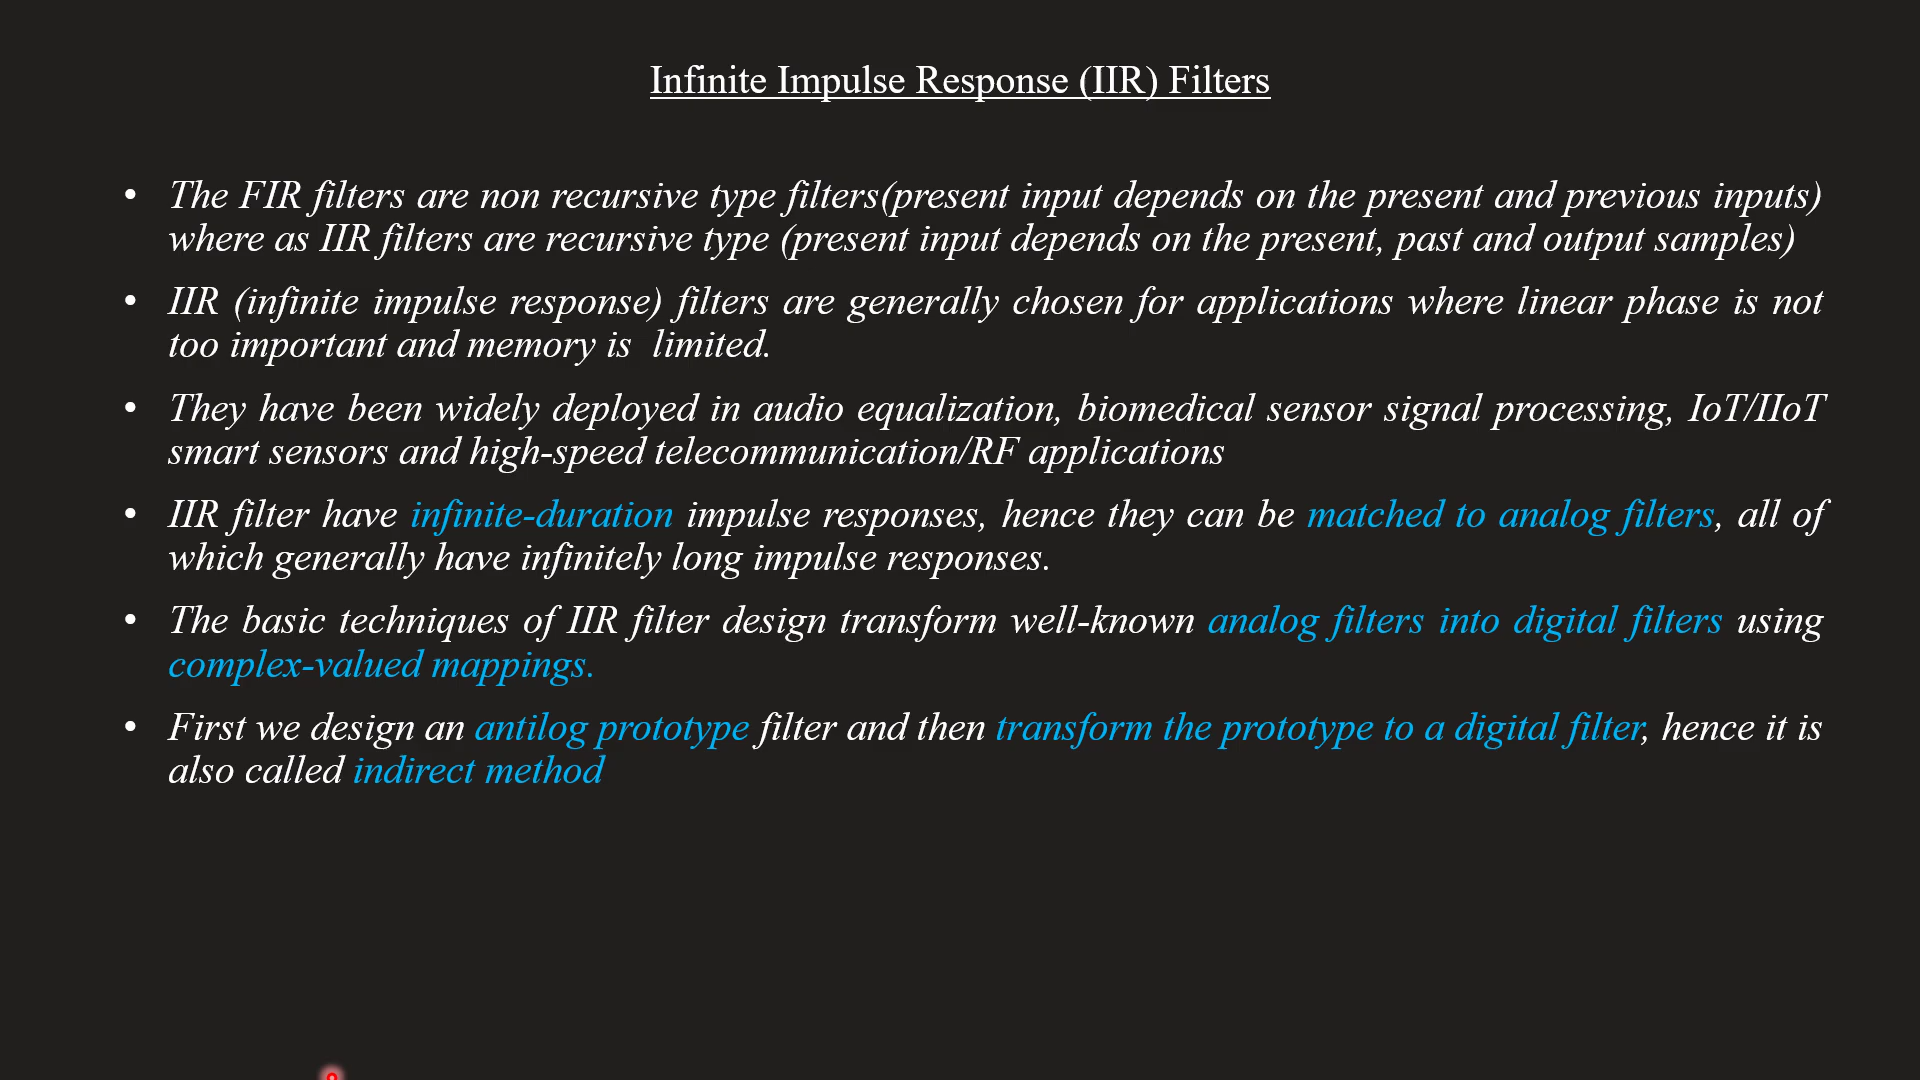 Infinite Impulse Response (IIR) Filters
• The FIR filters are non recursive type filters(present input depends on the present and previous inputs)
where as IIR filters are recursive type (present input depends on the present, past and output samples)
• IIR (infinite impulse response) filters are generally chosen for applications where linear phase is not
too important and memory is limited.
• They have been widely deployed in audio equalization, biomedical sensor signal processing, IoT/IIoT
smart sensors and high-speed telecommunication/RF applications
• IIR filter have infinite-duration impulse responses, hence they can be matched to analog filters, all of
which generally have infinitely long impulse responses.
• The basic techniques of IIR filter design transform well-known analog filters into digital filters using
complex-valued mappings.
• First we design an antilog prototype filter and then transform the prototype to a digital filter, hence it is
also called indirect method